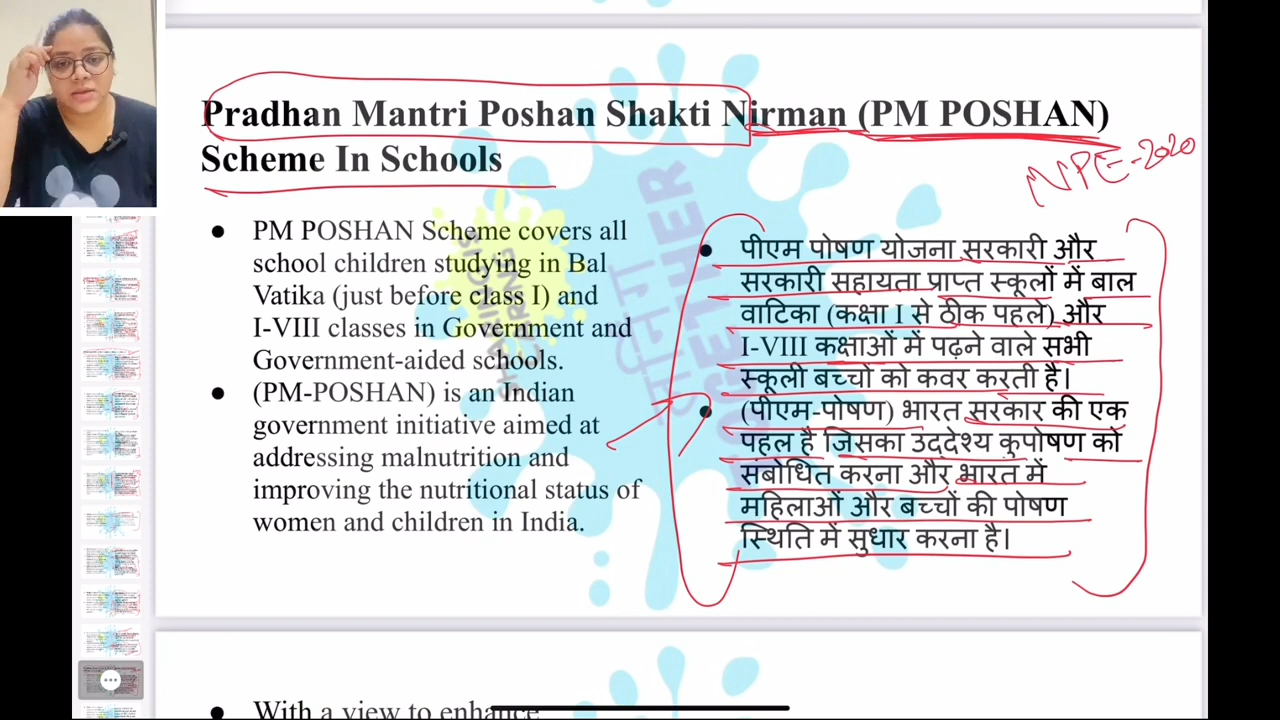 Pradhan Mantri Poshan Shakti Nirman (PM POSHAN)
Scheme In Schools
NPE-2020
● PM POSHAN Scheme covers all
school children studying in Bal
Vatika (just before class I) and
I-VIII classes in Government and
Government-aided schools.
● (PM-POSHAN) is an Indian
government initiative aimed at
addressing malnutrition and
improving the nutritional status of
women and children in India.
● पीएम पोषण योजना सरकारी और
सरकारी सहायता प्राप्त स्कूलों में बाल
वाटिका (कक्षा I से ठीक पहले) और
I-VIII कक्षाओं में पढ़ने वाले सभी
स्कूली बच्चों को कवर करती है।
● (पीएम-पोषण) भारत सरकार की एक
पहल है जिसका उद्देश्य कुपोषण को
संबोधित करना और भारत में
महिलाओं और बच्चों की पोषण
स्थिति में सुधार करना है।
● With a view to enhance